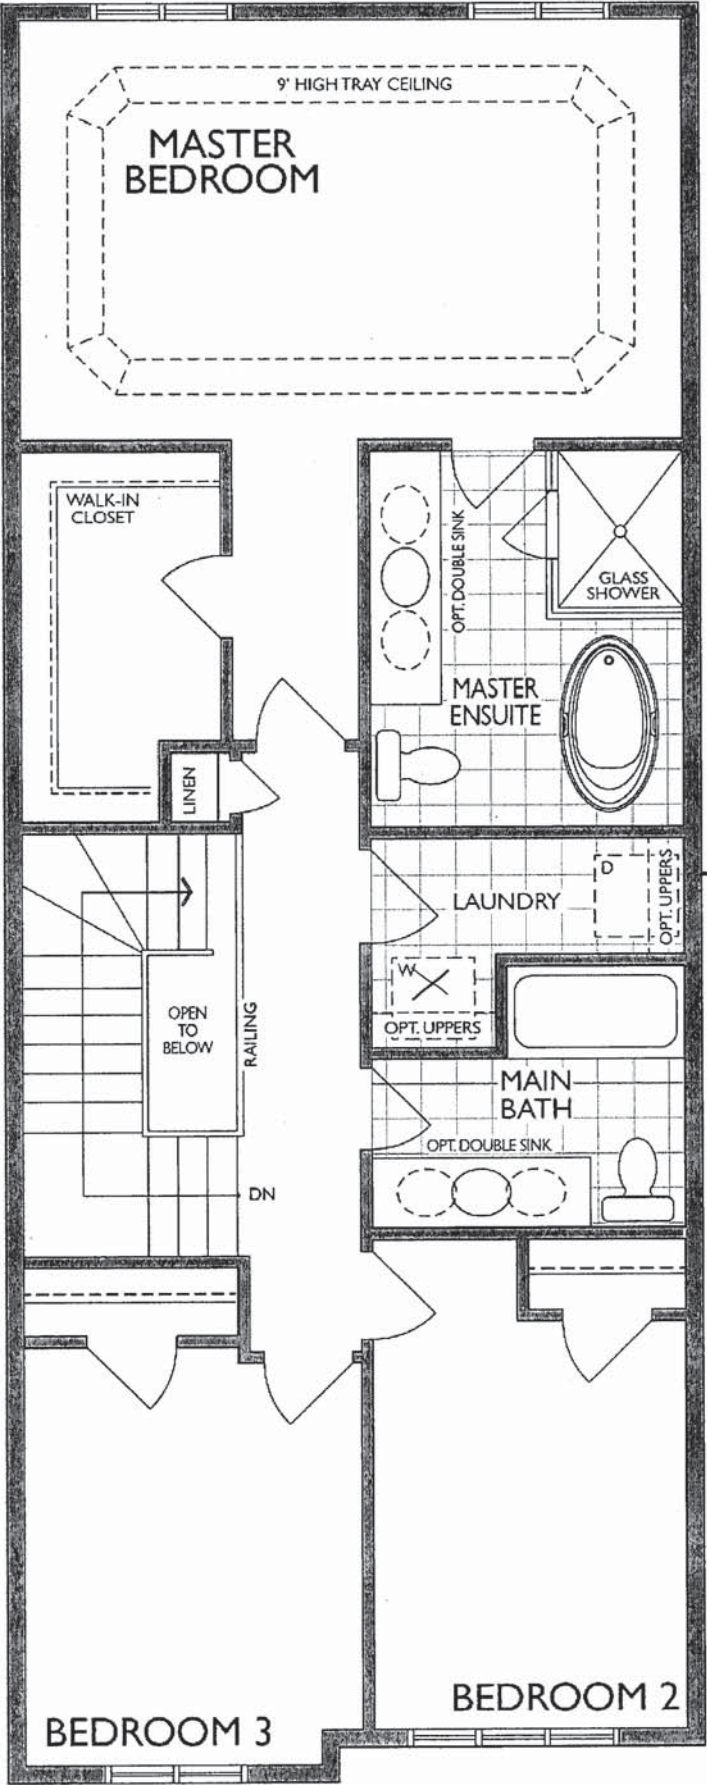 9' HIGH TRAY CEILING
MASTER
BEDROOM
WALK-IN
CLOSET
OPT. DOUBLE SINK
GLASS
SHOWER
MASTER
ENSUITE
LINEN
D
OPT. UPPERS
LAUNDRY
W
OPT. UPPERS
OPEN
TO
BELOW
RAILING
MAIN
BATH
OPT. DOUBLE SINK
DN
BEDROOM 2
BEDROOM 3